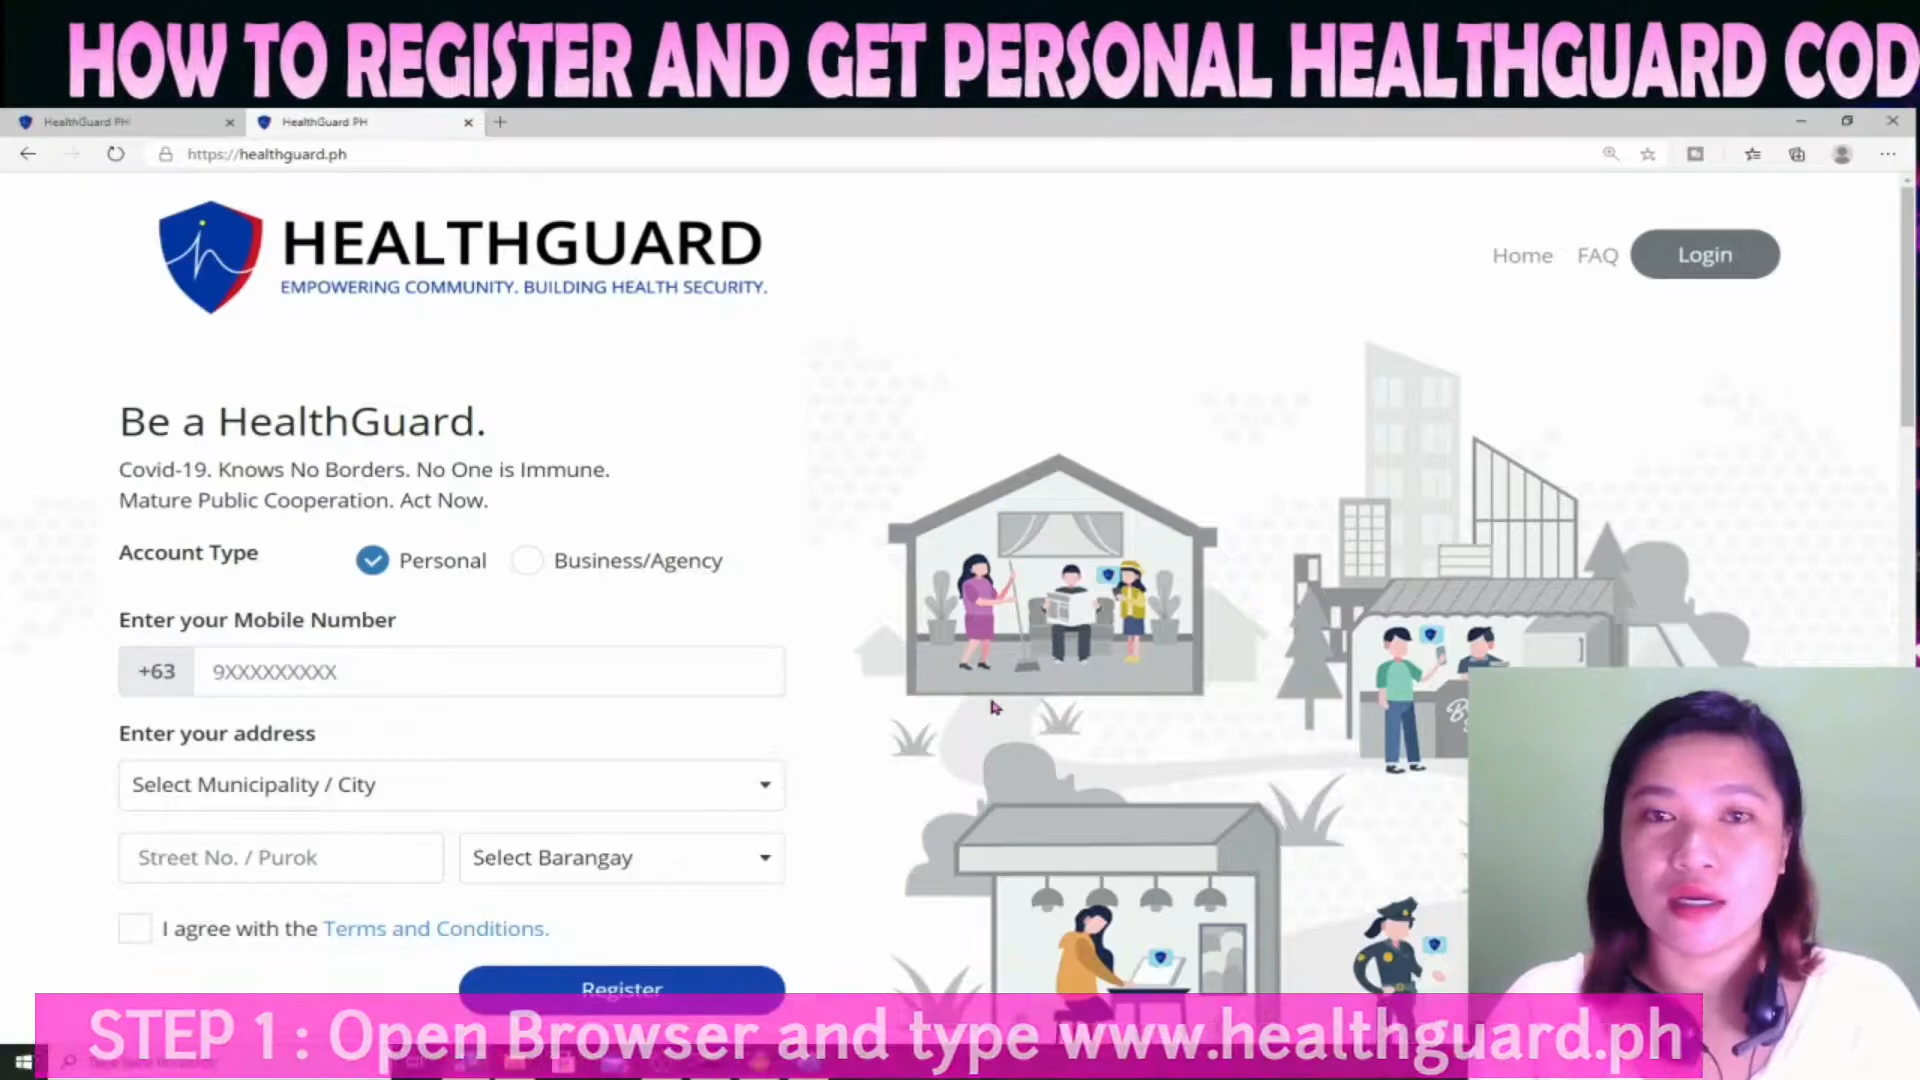 HOW TO REGISTER AND GET PERSONAL HEALTHGUARD COD
HealthGuard PH
HealthGuard PH
https://healthguard.ph
HEALTHGUARD
EMPOWERING COMMUNITY. BUILDING HEALTH SECURITY.
Home FAQ Login
Be a HealthGuard.
Covid-19. Knows No Borders. No One is Immune.
Mature Public Cooperation. Act Now.
Account Type Personal Business/Agency
Enter your Mobile Number
+63 9XXXXXXXXX
Enter your address
Select Municipality / City
Street No. / Purok Select Barangay
I agree with the Terms and Conditions.
Register
STEP 1 : Open Browser and type www.healthguard.ph